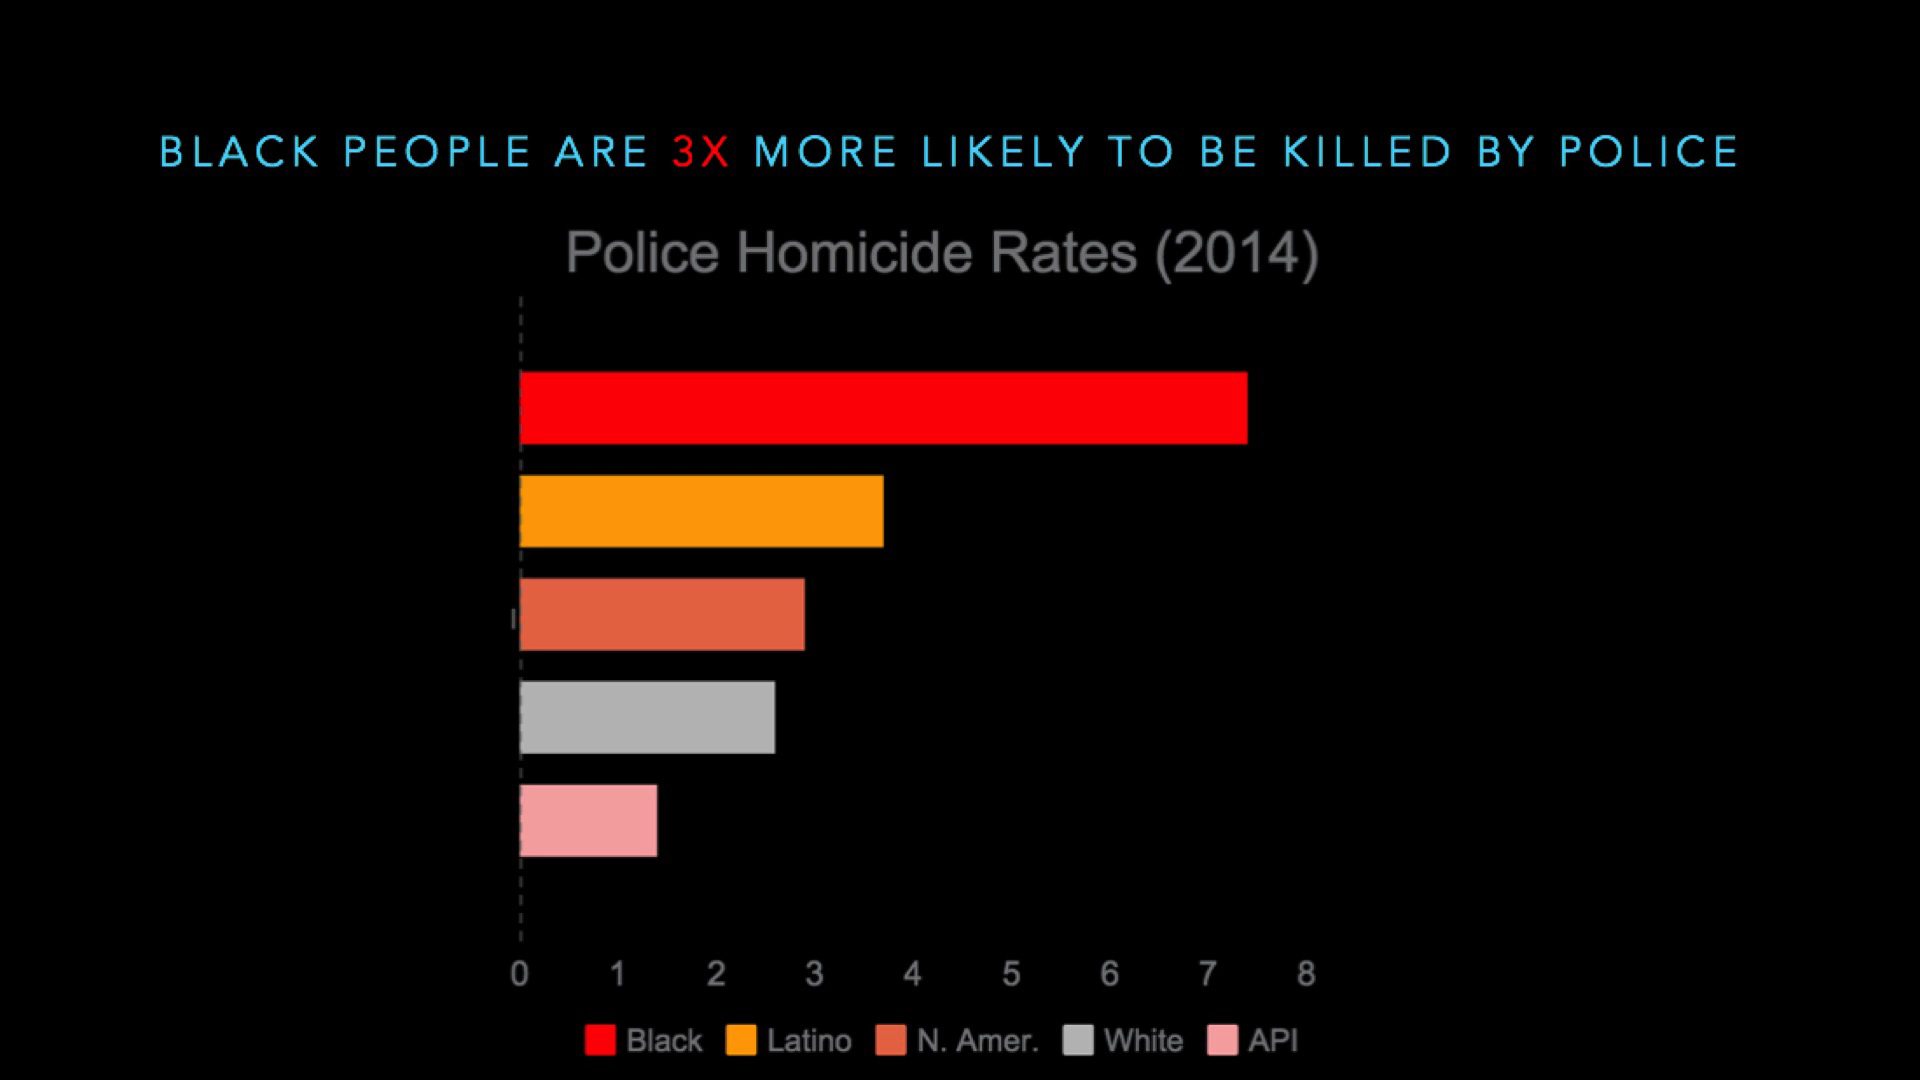 BLACK PEOPLE ARE 3X MORE LIKELY TO BE KILLED BY POLICE
Police Homicide Rates (2014)
0 1 2 3 4 5 6 7 8
Black Latino N. Amer. White API